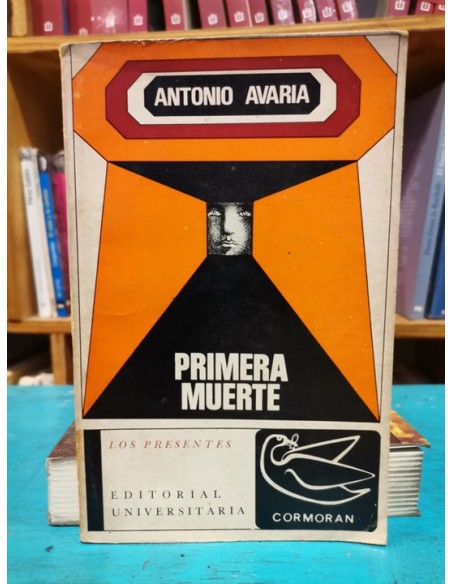 ANTONIO AVARIA
PRIMERA
MUERTE
LOS PRESENTES
EDITORIAL
UNIVERSITARIA
CORMORAN